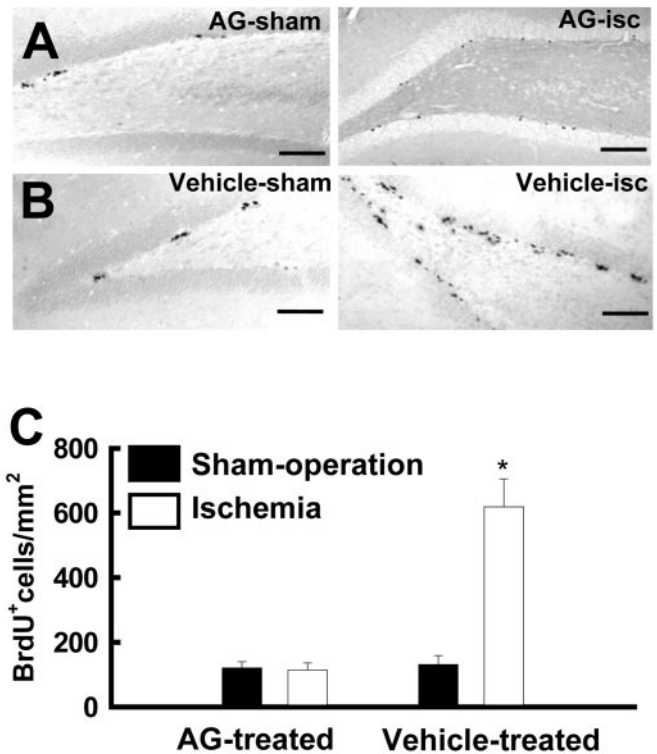 A
AG-sham
AG-isc
B
Vehicle-sham
Vehicle-isc
C
800
600
400
200
0
BrdU⁺cells/mm²
Sham-operation
Ischemia
*
AG-treated
Vehicle-treated